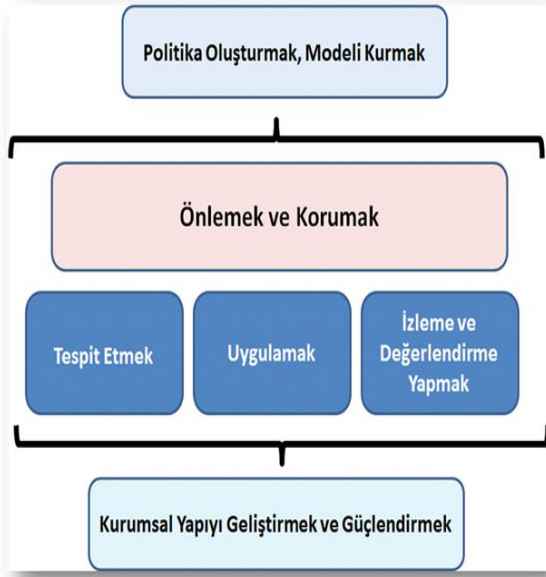 Politika Oluşturmak, Modeli Kurmak
Önlemek ve Korumak
Tespit Etmek
Uygulamak
İzleme ve
Değerlendirme
Yapmak
Kurumsal Yapıyı Geliştirmek ve Güçlendirmek